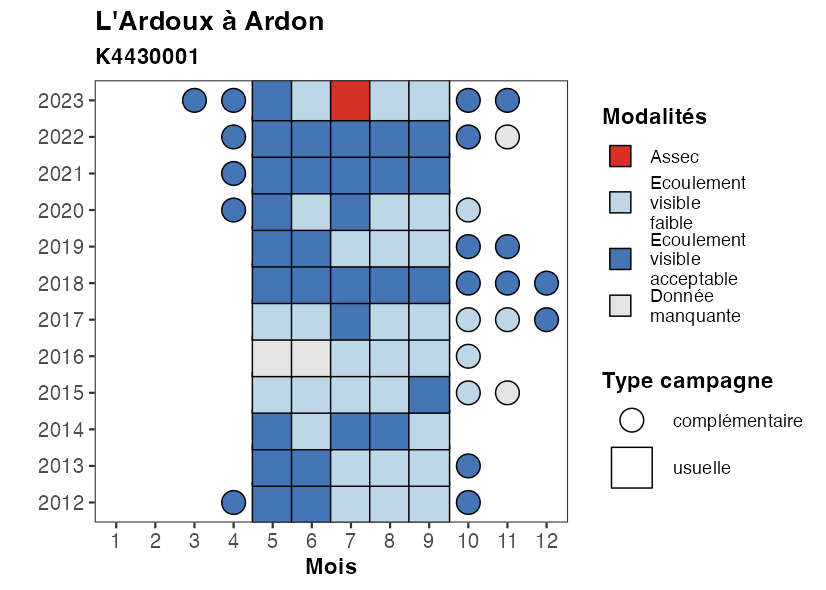 L'Ardoux à Ardon
K4430001
2023
2022
2021
2020
2019
2018
2017
2016
2015
2014
2013
2012
1 2 3 4 5 6 7 8 9 10 11 12
Mois
Modalités
Assec
Ecoulement
visible
faible
Ecoulement
visible
acceptable
Donnée
manquante
Type campagne
complémentaire
usuelle